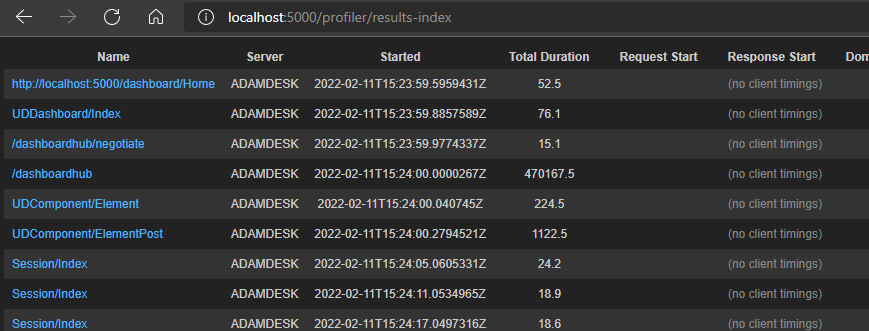 localhost:5000/profiler/results-index
Name Server Started Total Duration Request Start Response Start Dom
http://localhost:5000/dashboard/Home ADAMDESK 2022-02-11T15:23:59.5959431Z 52.5 (no client timings)
UDDashboard/Index ADAMDESK 2022-02-11T15:23:59.8857589Z 76.1 (no client timings)
/dashboardhub/negotiate ADAMDESK 2022-02-11T15:23:59.9774337Z 15.1 (no client timings)
/dashboardhub ADAMDESK 2022-02-11T15:24:00.0000267Z 470167.5 (no client timings)
UDComponent/Element ADAMDESK 2022-02-11T15:24:00.040745Z 224.5 (no client timings)
UDComponent/ElementPost ADAMDESK 2022-02-11T15:24:00.2794521Z 1122.5 (no client timings)
Session/Index ADAMDESK 2022-02-11T15:24:05.0605331Z 24.2 (no client timings)
Session/Index ADAMDESK 2022-02-11T15:24:11.0534965Z 18.9 (no client timings)
Session/Index ADAMDESK 2022-02-11T15:24:17.0497316Z 18.6 (no client timings)